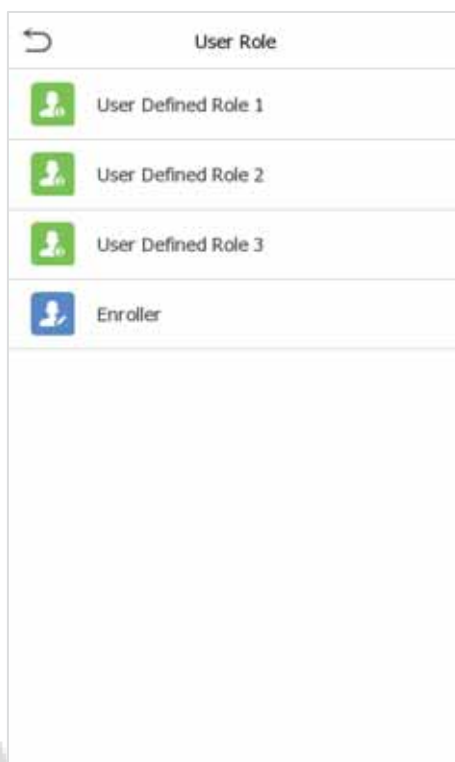 User Role
User Defined Role 1
User Defined Role 2
User Defined Role 3
Enroller